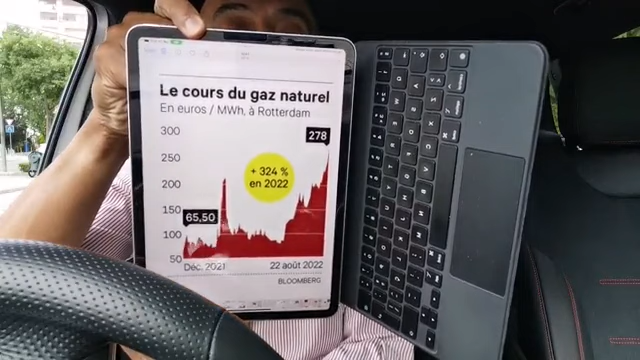 Le cours du gaz naturel
En euros / MWh, à Rotterdam
300
278
250
+ 324 %
en 2022
200
150
65,50
100
50
Déc. 2021
22 août 2022
BLOOMBERG